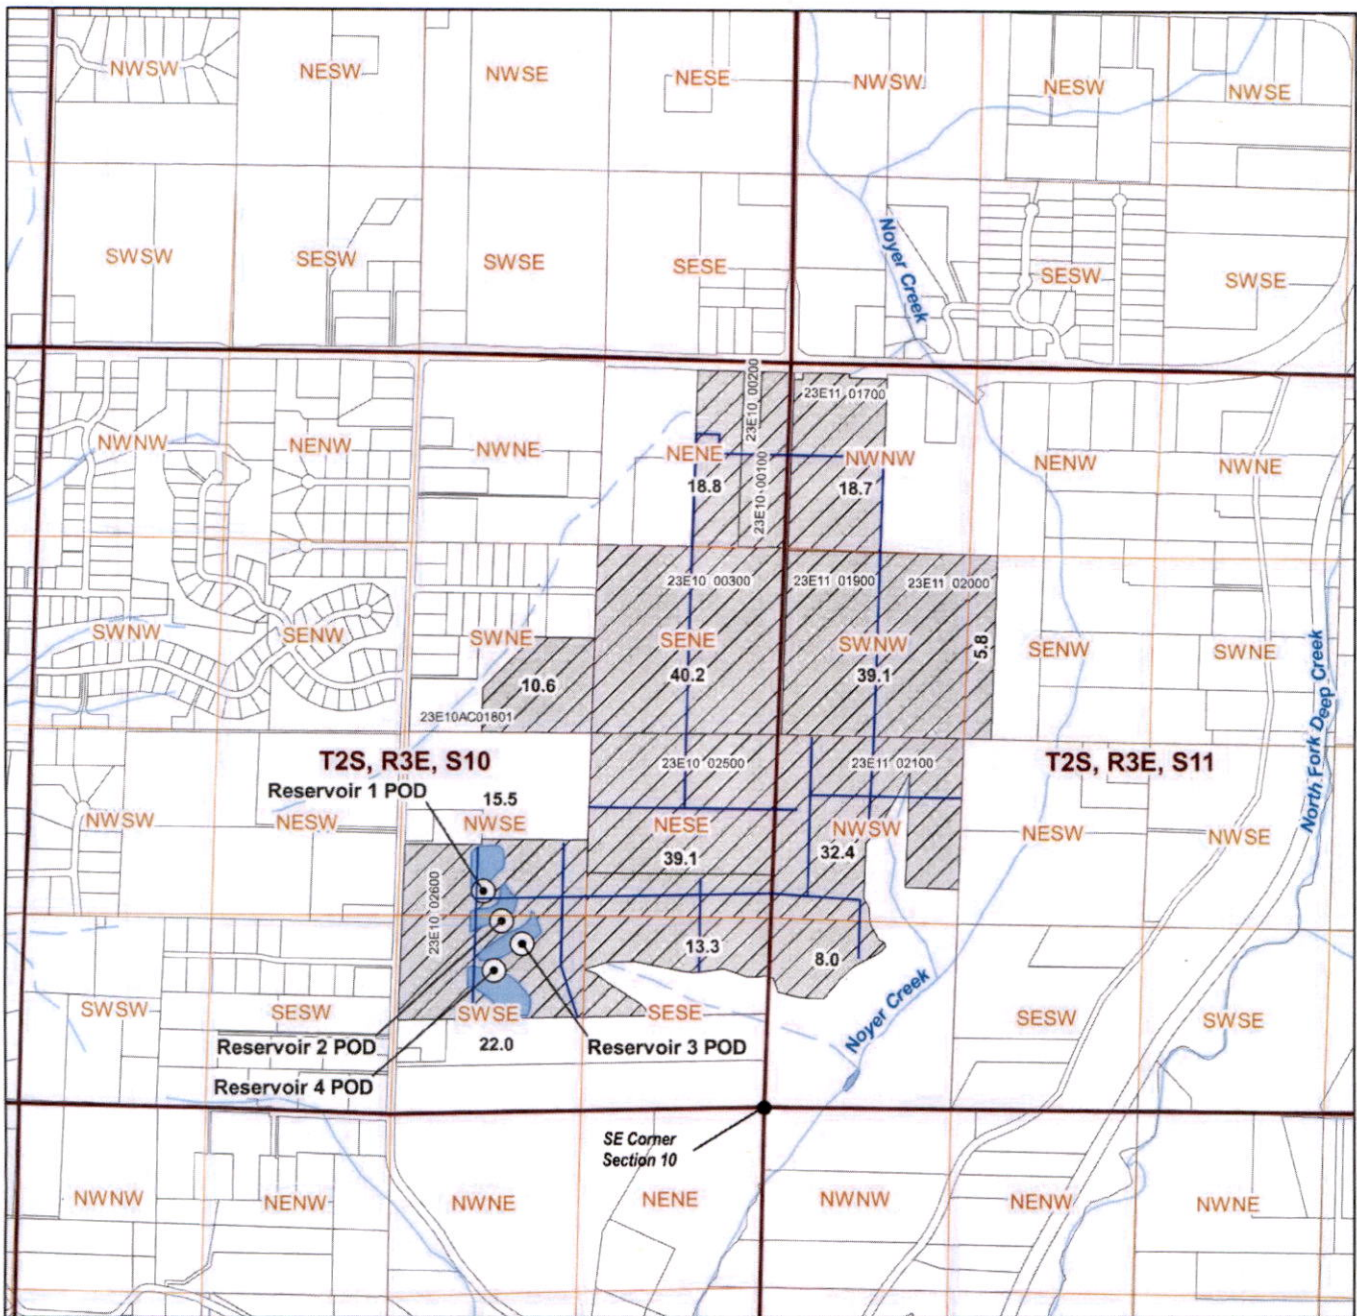 NWSW NESW NWSE NESE NWSW NESW NWSE
SWSW SESW SWSE SESE SESW SWSE
Noyer Creek
23E10 00200
23E11 01700
NWNW NENW NWNE NENE NWNW NENW NWNE
18.8 18.7
23E10 00100
23E10 00300 23E11 01900 23E11 02000
SWNW SENW SWNE SENE SWNW SENW SWNE
10.6 40.2 39.1 5.8
23E10AC01801
North Fork Deep Creek
T2S, R3E, S10 23E10 02500 23E11 02100 T2S, R3E, S11
Reservoir 1 POD 15.5
NWSW NESW NWSE NESE NWSW NESW NWSE
39.1 32.4
23E10 02600
13.3 8.0
Noyer Creek
SWSW SESW SWSE SESE SESW SWSE
Reservoir 2 POD 22.0 Reservoir 3 POD
Reservoir 4 POD
SE Corner
Section 10
NWNW NENW NWNE NENE NWNW NENW NWNE